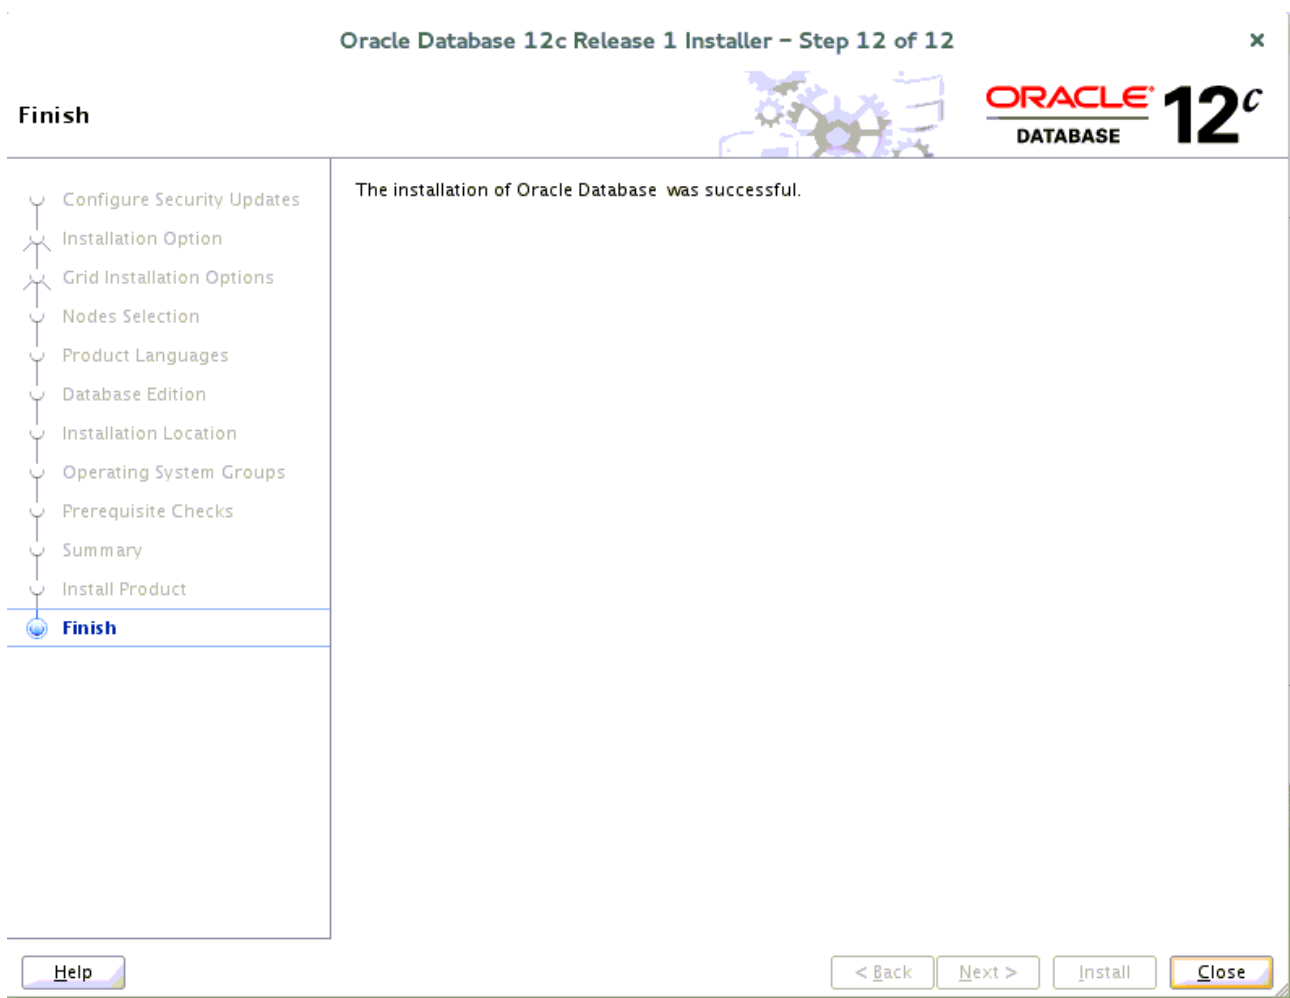 Oracle Database 12c Release 1 Installer – Step 12 of 12
Finish
ORACLE
DATABASE
12c
Configure Security Updates
Installation Option
Grid Installation Options
Nodes Selection
Product Languages
Database Edition
Installation Location
Operating System Groups
Prerequisite Checks
Summary
Install Product
Finish
The installation of Oracle Database  was successful.
Help
< Back
Next >
Install
Close